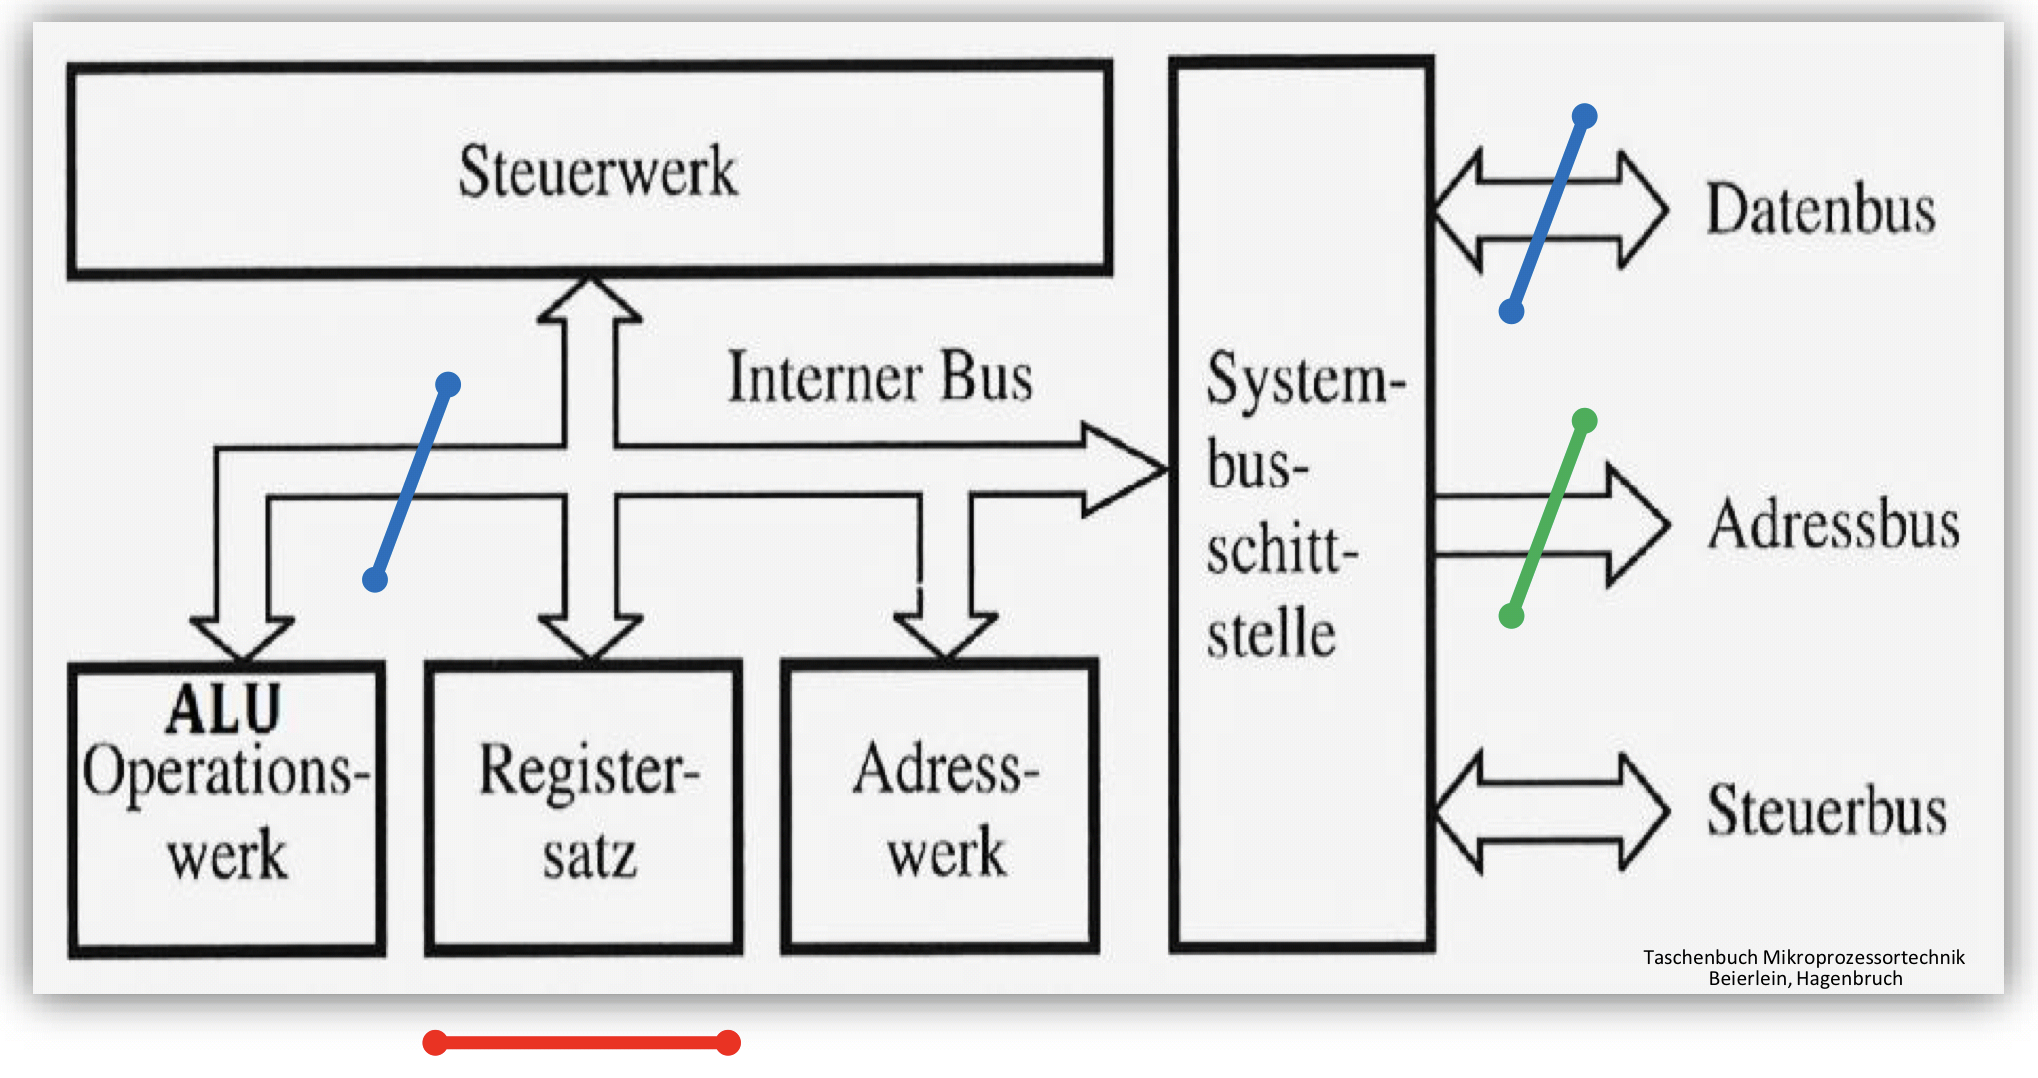 Steuerwerk
Interner Bus
ALU
Operations-
werk
Register-
satz
Adress-
werk
System-
bus-
schitt-
stelle
Datenbus
Adressbus
Steuerbus
Taschenbuch Mikroprozessortechnik
Beierlein, Hagenbruch